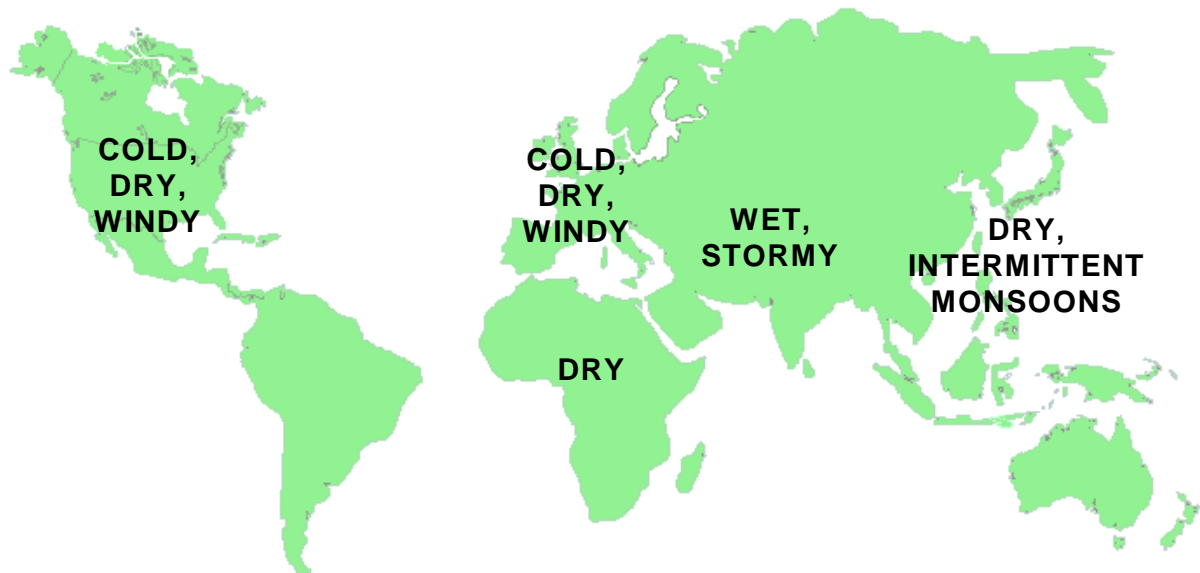 COLD,
DRY,
WINDY
COLD,
DRY,
WINDY
WET,
STORMY
DRY,
INTERMITTENT
MONSOONS
DRY